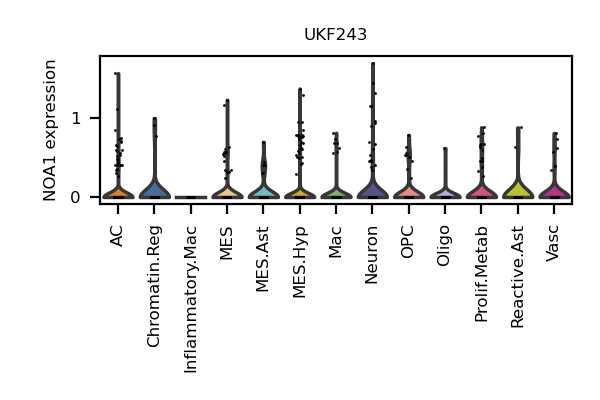 UKF243
NOA1 expression
1
0
AC
Chromatin.Reg
Inflammatory.Mac
MES
MES.Ast
MES.Hyp
Mac
Neuron
OPC
Oligo
Prolif.Metab
Reactive.Ast
Vasc